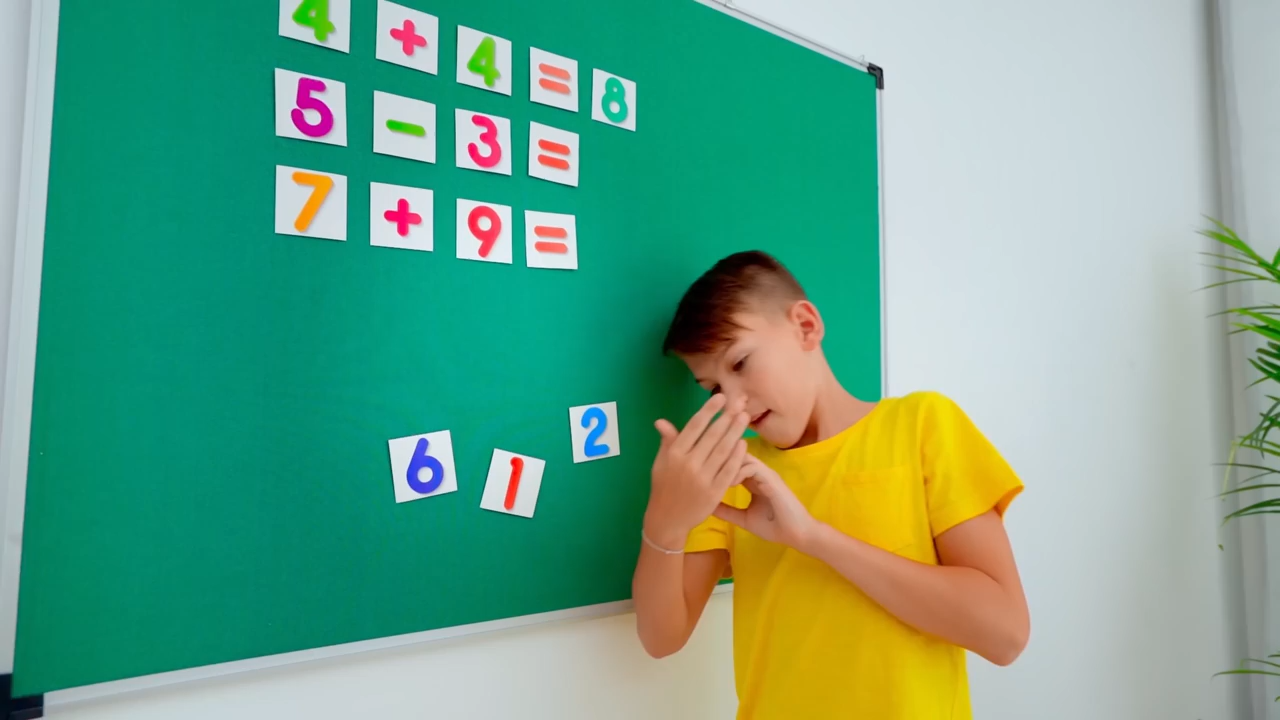 4 + 4 = 8
5 - 3 =
7 + 9 =
6 1 2